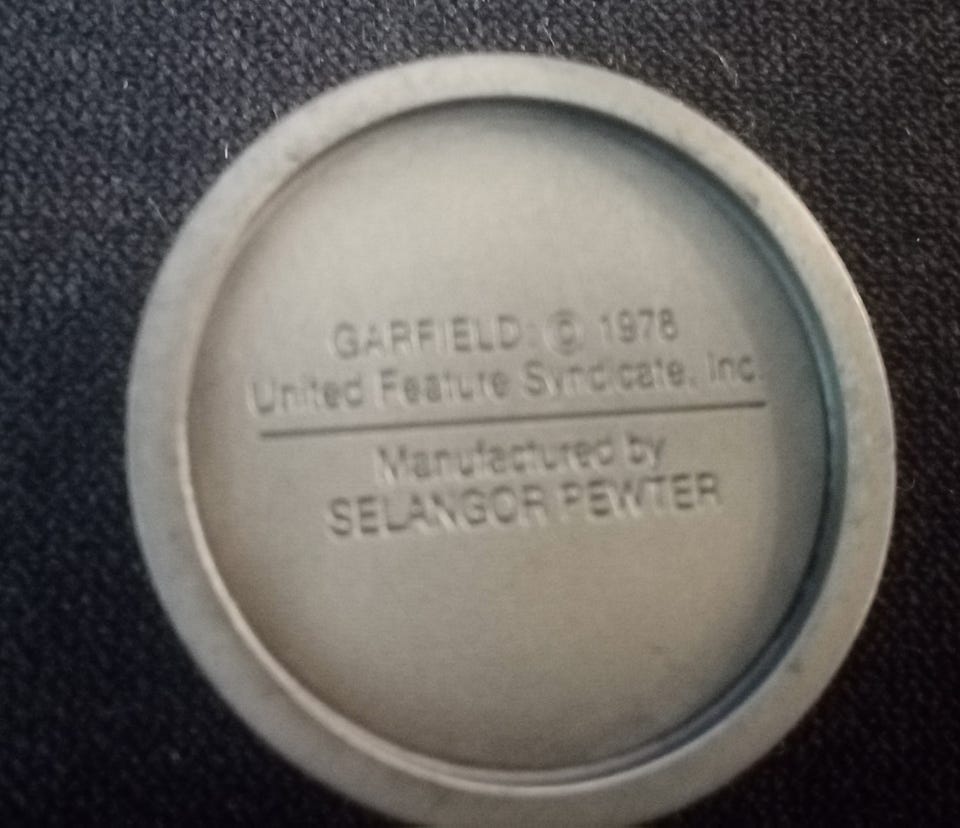 GARFIELD: © 1978
United Feature Syndicate, Inc.
Manufactured by
SELANGOR PEWTER